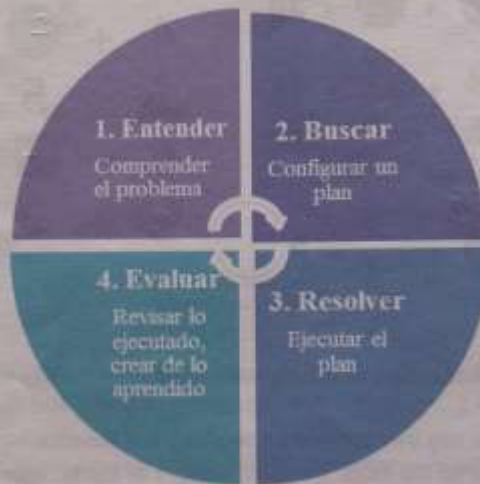 1. Entender
Comprender
el problema
2. Buscar
Configurar un
plan
3. Resolver
Ejecutar el
plan
4. Evaluar
Revisar lo
ejecutado,
crear de lo
aprendido